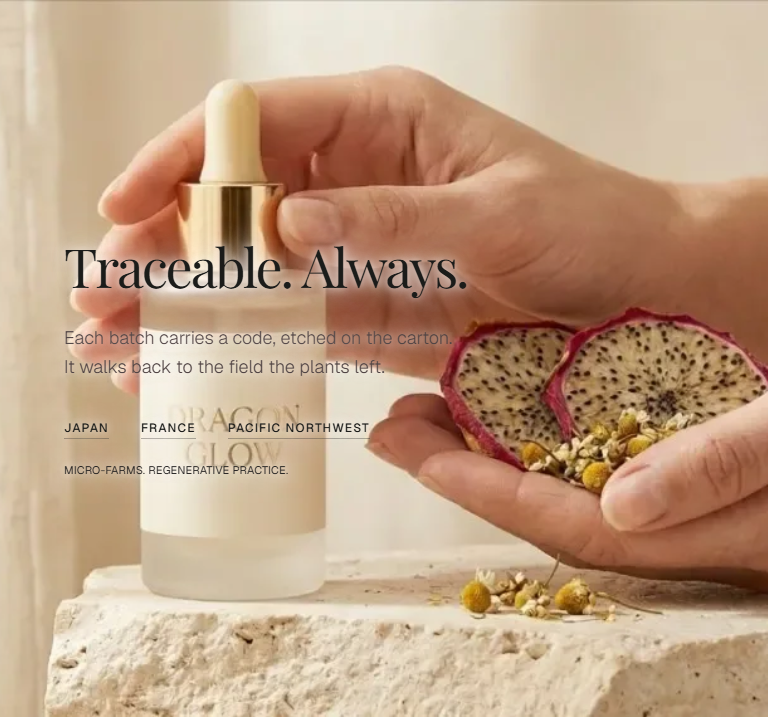 Traceable. Always.
Each batch carries a code, etched on the carton.
It walks back to the field the plants left.
DRAGON
JAPAN FRANCE PACIFIC NORTHWEST
GLOW
MICRO-FARMS. REGENERATIVE PRACTICE.